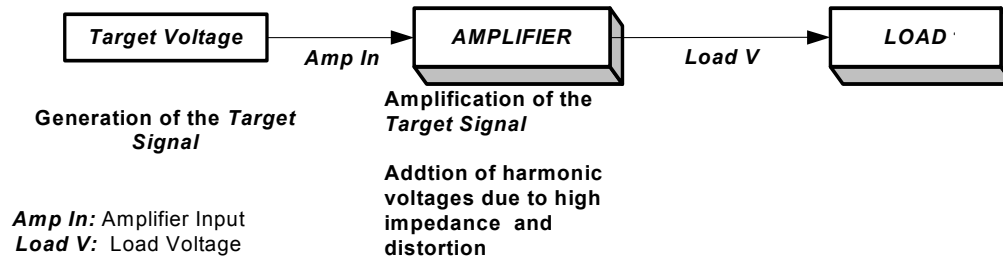 Target Voltage
Amp In
AMPLIFIER
Load V
LOAD
Generation of the Target
Signal
Amplification of the
Target Signal
Addtion of harmonic
voltages due to high
impedance and
distortion
Amp In: Amplifier Input
Load V: Load Voltage